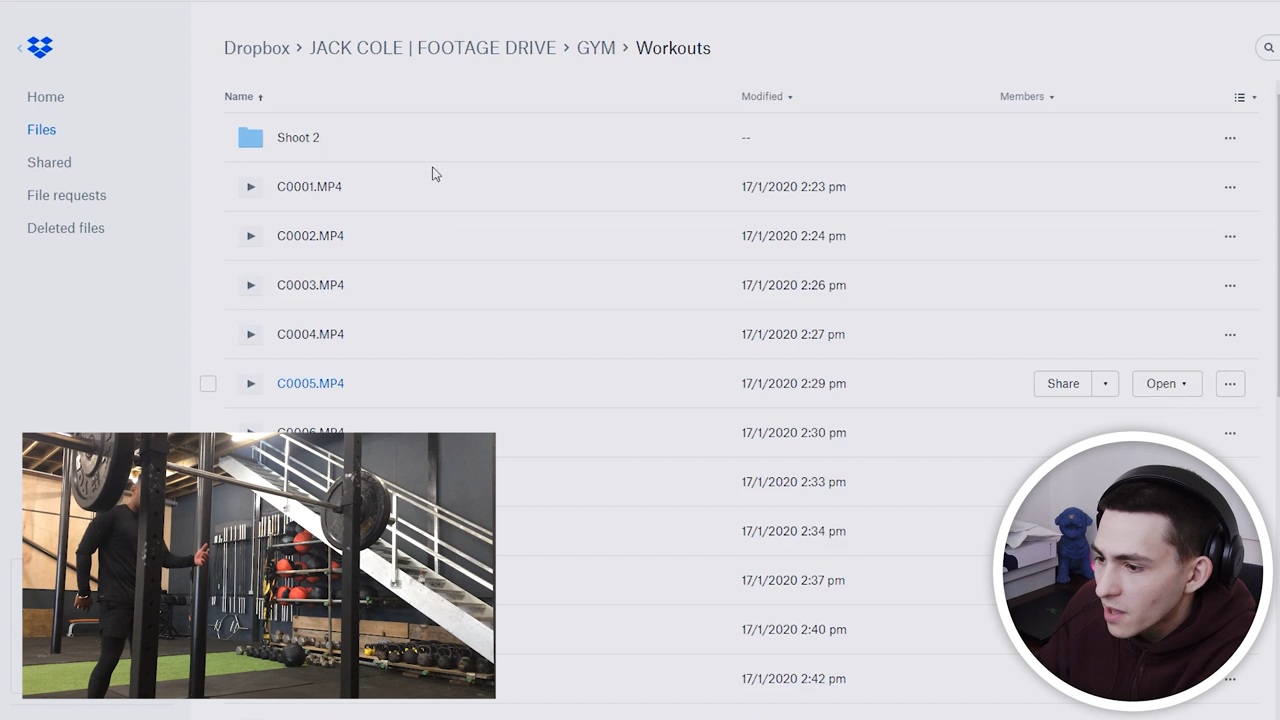 Dropbox > JACK COLE | FOOTAGE DRIVE > GYM > Workouts
Home
Files
Shared
File requests
Deleted files
Name Modified Members
Shoot 2 --
C0001.MP4 17/1/2020 2:23 pm
C0002.MP4 17/1/2020 2:24 pm
C0003.MP4 17/1/2020 2:26 pm
C0004.MP4 17/1/2020 2:27 pm
C0005.MP4 17/1/2020 2:29 pm Share Open
C0006.MP4 17/1/2020 2:30 pm
17/1/2020 2:33 pm
17/1/2020 2:34 pm
17/1/2020 2:37 pm
17/1/2020 2:40 pm
17/1/2020 2:42 pm